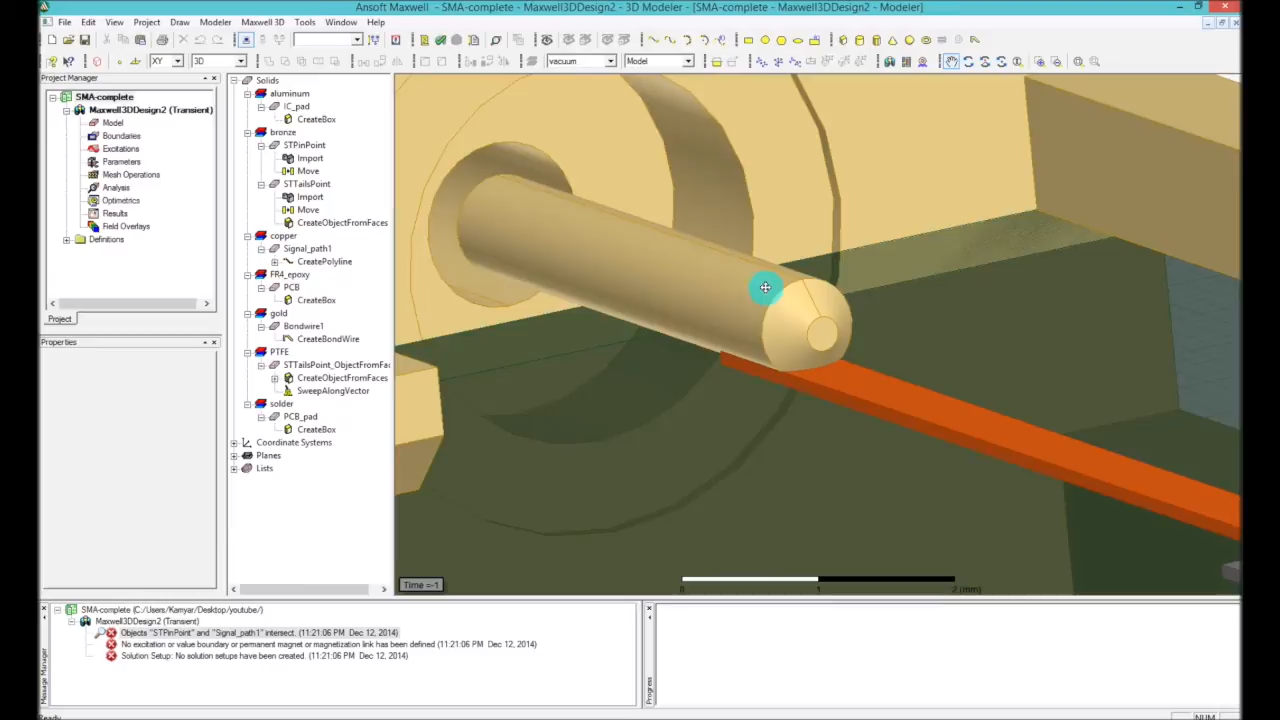 Ansoft Maxwell - SMA-complete - Maxwell3DDesign2 - 3D Modeler - [SMA-complete - Maxwell3DDesign2 - Modeler]
File Edit View Project Draw Modeler Maxwell 3D Tools Window Help
XY 3D vacuum Model
Project Manager
SMA-complete
Maxwell3DDesign2 (Transient)
Model
Boundaries
Excitations
Parameters
Mesh Operations
Analysis
Optimetrics
Results
Field Overlays
Definitions
Project
Properties
Solids
aluminum
IC_pad
CreateBox
bronze
STPinPoint
Import
Move
STTailsPoint
Import
Move
CreateObjectFromFaces
copper
Signal_path1
CreatePolyline
FR4_epoxy
PCB
CreateBox
gold
Bondwire1
CreateBondWire
PTFE
STTailsPoint_ObjectFromFa
CreateObjectFromFaces
SweepAlongVector
solder
PCB_pad
CreateBox
Coordinate Systems
Planes
Lists
Time =-1
0 1 2 (mm)
Message Manager
SMA-complete (C:/Users/Kamyar/Desktop/youtube/)
Maxwell3DDesign2 (Transient)
Objects "STPinPoint" and "Signal_path1" intersect. (11:21:06 PM Dec 12, 2014)
No excitation or value boundary or permanent magnet or magnetization link has been defined (11:21:06 PM Dec 12, 2014)
Solution Setup: No solution setups have been created. (11:21:06 PM Dec 12, 2014)
Progress
Ready
NUM